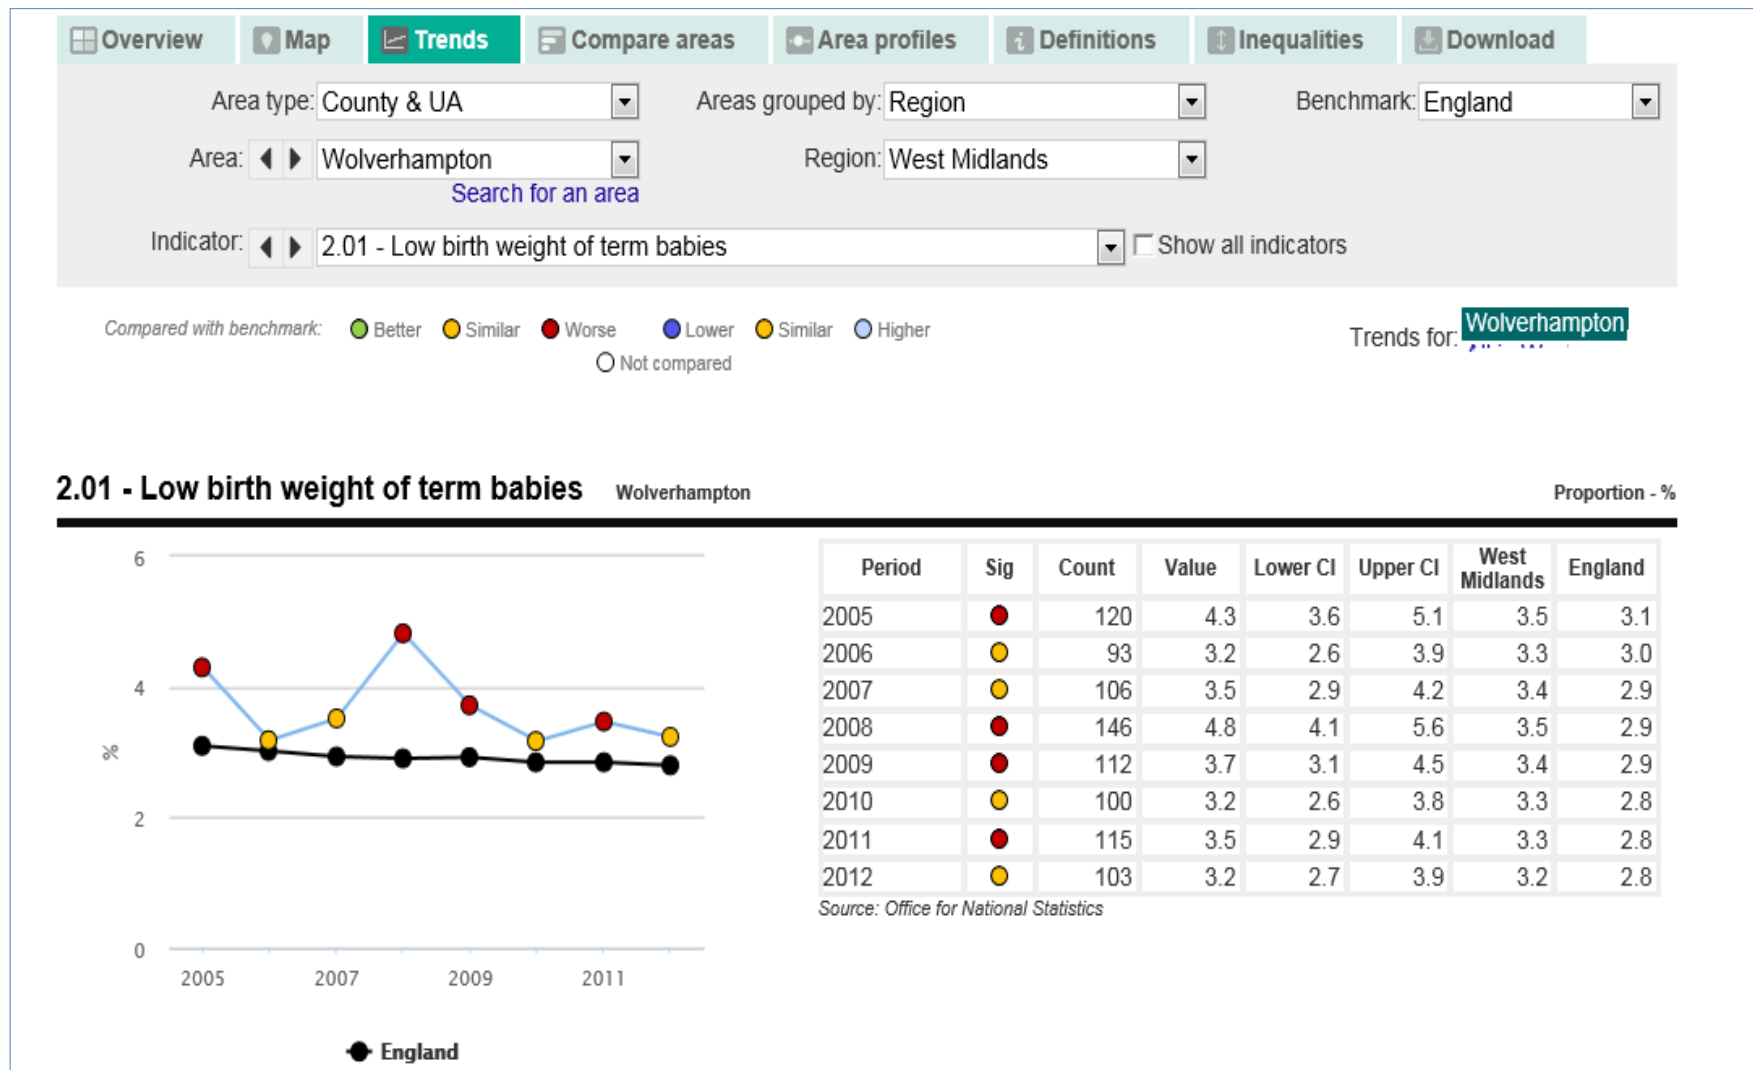 Overview Map Trends Compare areas Area profiles Definitions Inequalities Download
Area type: County & UA Areas grouped by: Region Benchmark: England
Area: Wolverhampton Region: West Midlands
Search for an area
Indicator: 2.01 - Low birth weight of term babies Show all indicators
Compared with benchmark: Better Similar Worse Lower Similar Higher
Not compared
Trends for: Wolverhampton
2.01 - Low birth weight of term babies Wolverhampton Proportion - %
6
4
%
2
0
2005 2007 2009 2011
England
Period Sig Count Value Lower CI Upper CI West Midlands England
2005 120 4.3 3.6 5.1 3.5 3.1
2006 93 3.2 2.6 3.9 3.3 3.0
2007 106 3.5 2.9 4.2 3.4 2.9
2008 146 4.8 4.1 5.6 3.5 2.9
2009 112 3.7 3.1 4.5 3.4 2.9
2010 100 3.2 2.6 3.8 3.3 2.8
2011 115 3.5 2.9 4.1 3.3 2.8
2012 103 3.2 2.7 3.9 3.2 2.8
Source: Office for National Statistics